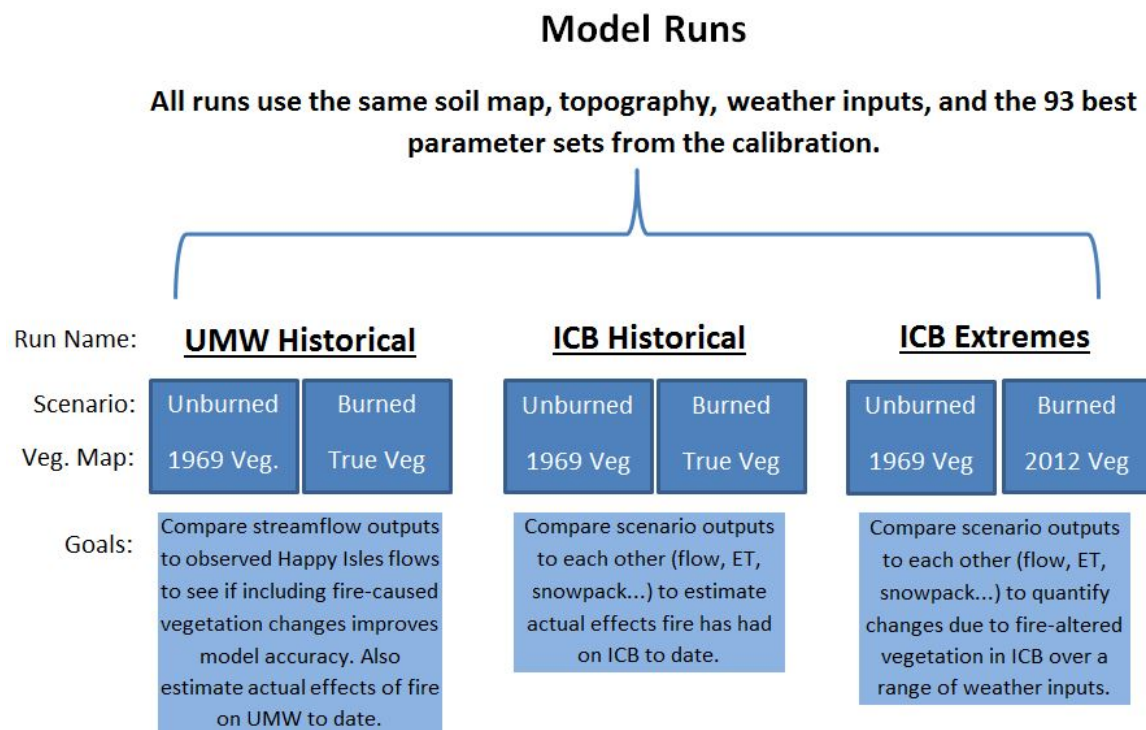 Model Runs
All runs use the same soil map, topography, weather inputs, and the 93 best
parameter sets from the calibration.
Run Name:
UMW Historical
ICB Historical
ICB Extremes
Scenario:
Unburned
Burned
Unburned
Burned
Unburned
Burned
Veg. Map:
1969 Veg.
True Veg
1969 Veg
True Veg
1969 Veg
2012 Veg
Goals:
Compare streamflow outputs
to observed Happy Isles flows
to see if including fire-caused
vegetation changes improves
model accuracy. Also
estimate actual effects of fire
on UMW to date.
Compare scenario outputs
to each other (flow, ET,
snowpack...) to estimate
actual effects fire has had
on ICB to date.
Compare scenario outputs
to each other (flow, ET,
snowpack...) to quantify
changes due to fire-altered
vegetation in ICB over a
range of weather inputs.